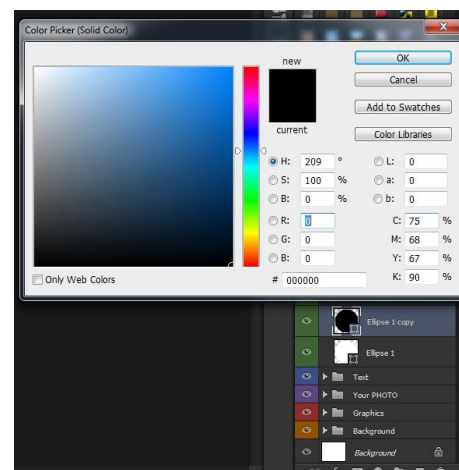 Color Picker (Solid Color)
new
current
OK
Cancel
Add to Swatches
Color Libraries
H: 209 ° L: 0
S: 100 % a: 0
B: 0 % b: 0
R: 0 C: 75 %
G: 0 M: 68 %
B: 0 Y: 67 %
# 000000 K: 90 %
Only Web Colors
Ellipse 1 copy
Ellipse 1
Text
Your PHOTO
Graphics
Background
Background